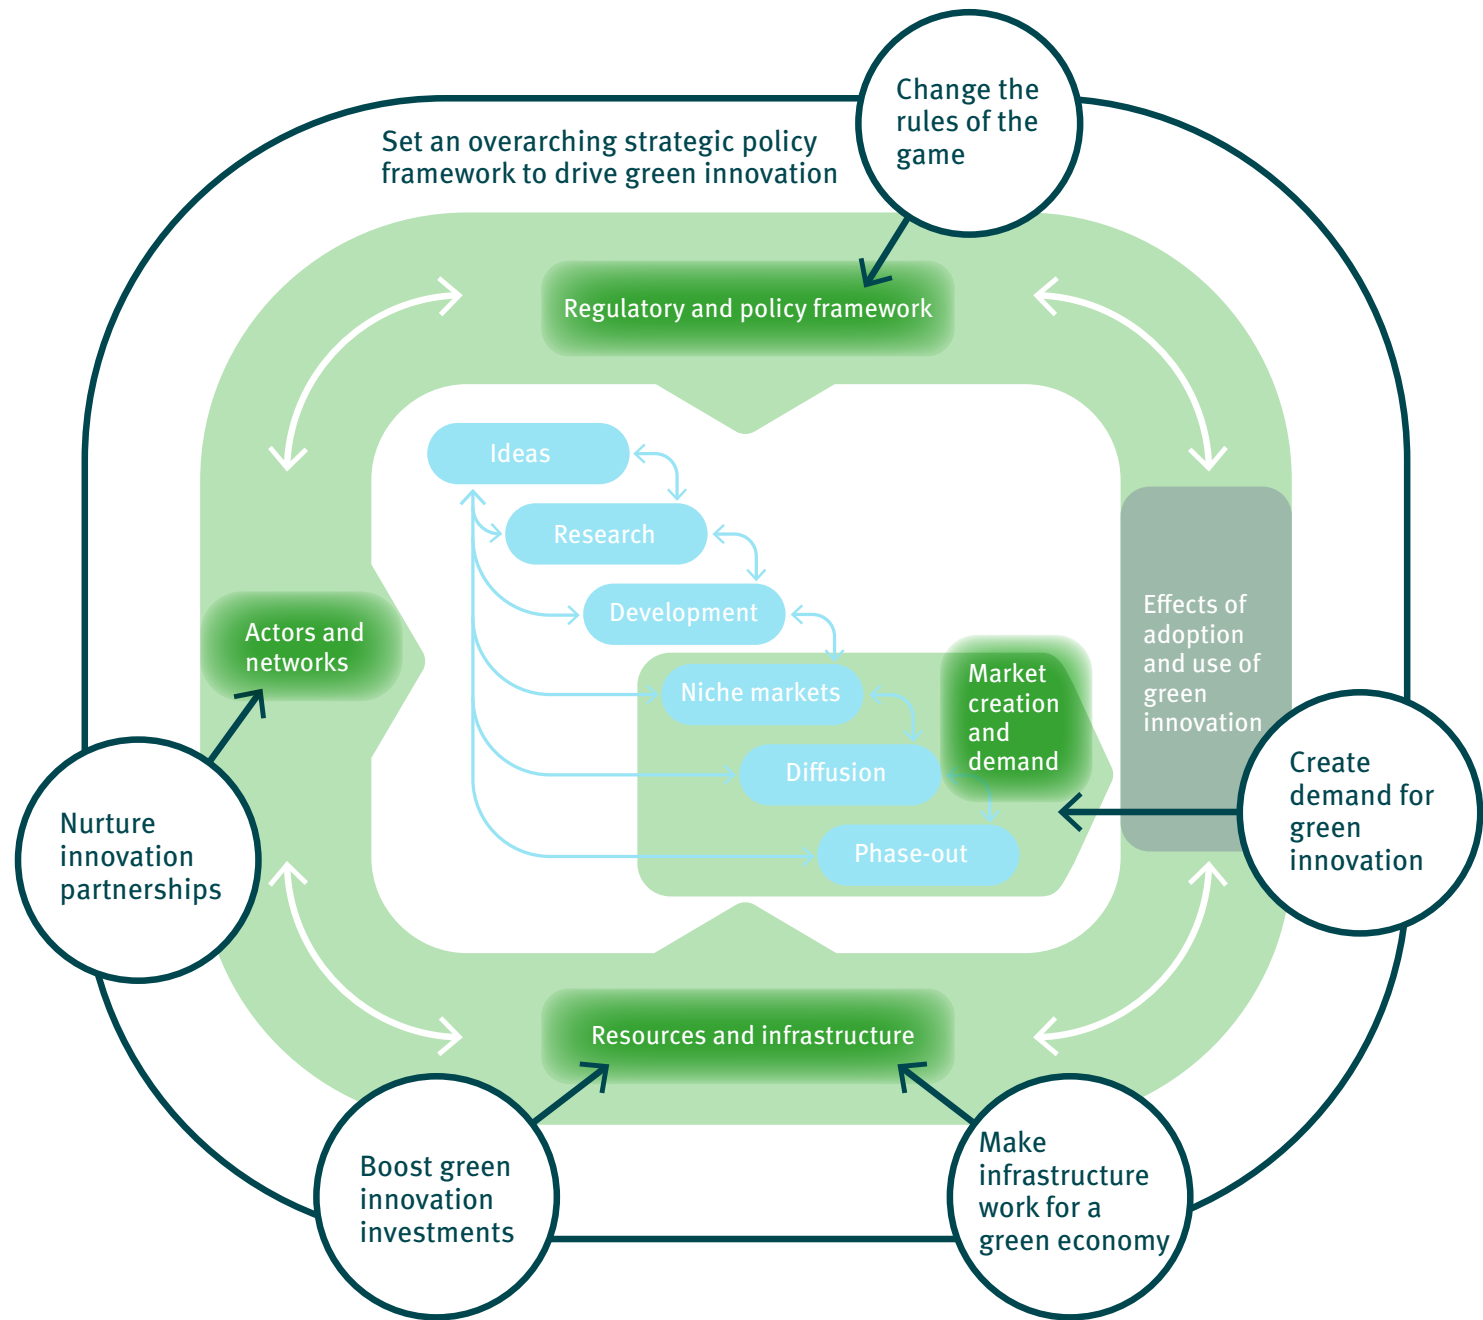 Change the
rules of the
game
Set an overarching strategic policy
framework to drive green innovation
Regulatory and policy framework
Ideas
Research
Development
Niche markets
Diffusion
Phase-out
Actors and
networks
Market
creation
and
demand
Effects of
adoption
and use of
green
innovation
Create
demand for
green
innovation
Nurture
innovation
partnerships
Resources and infrastructure
Boost green
innovation
investments
Make
infrastructure
work for a
green economy